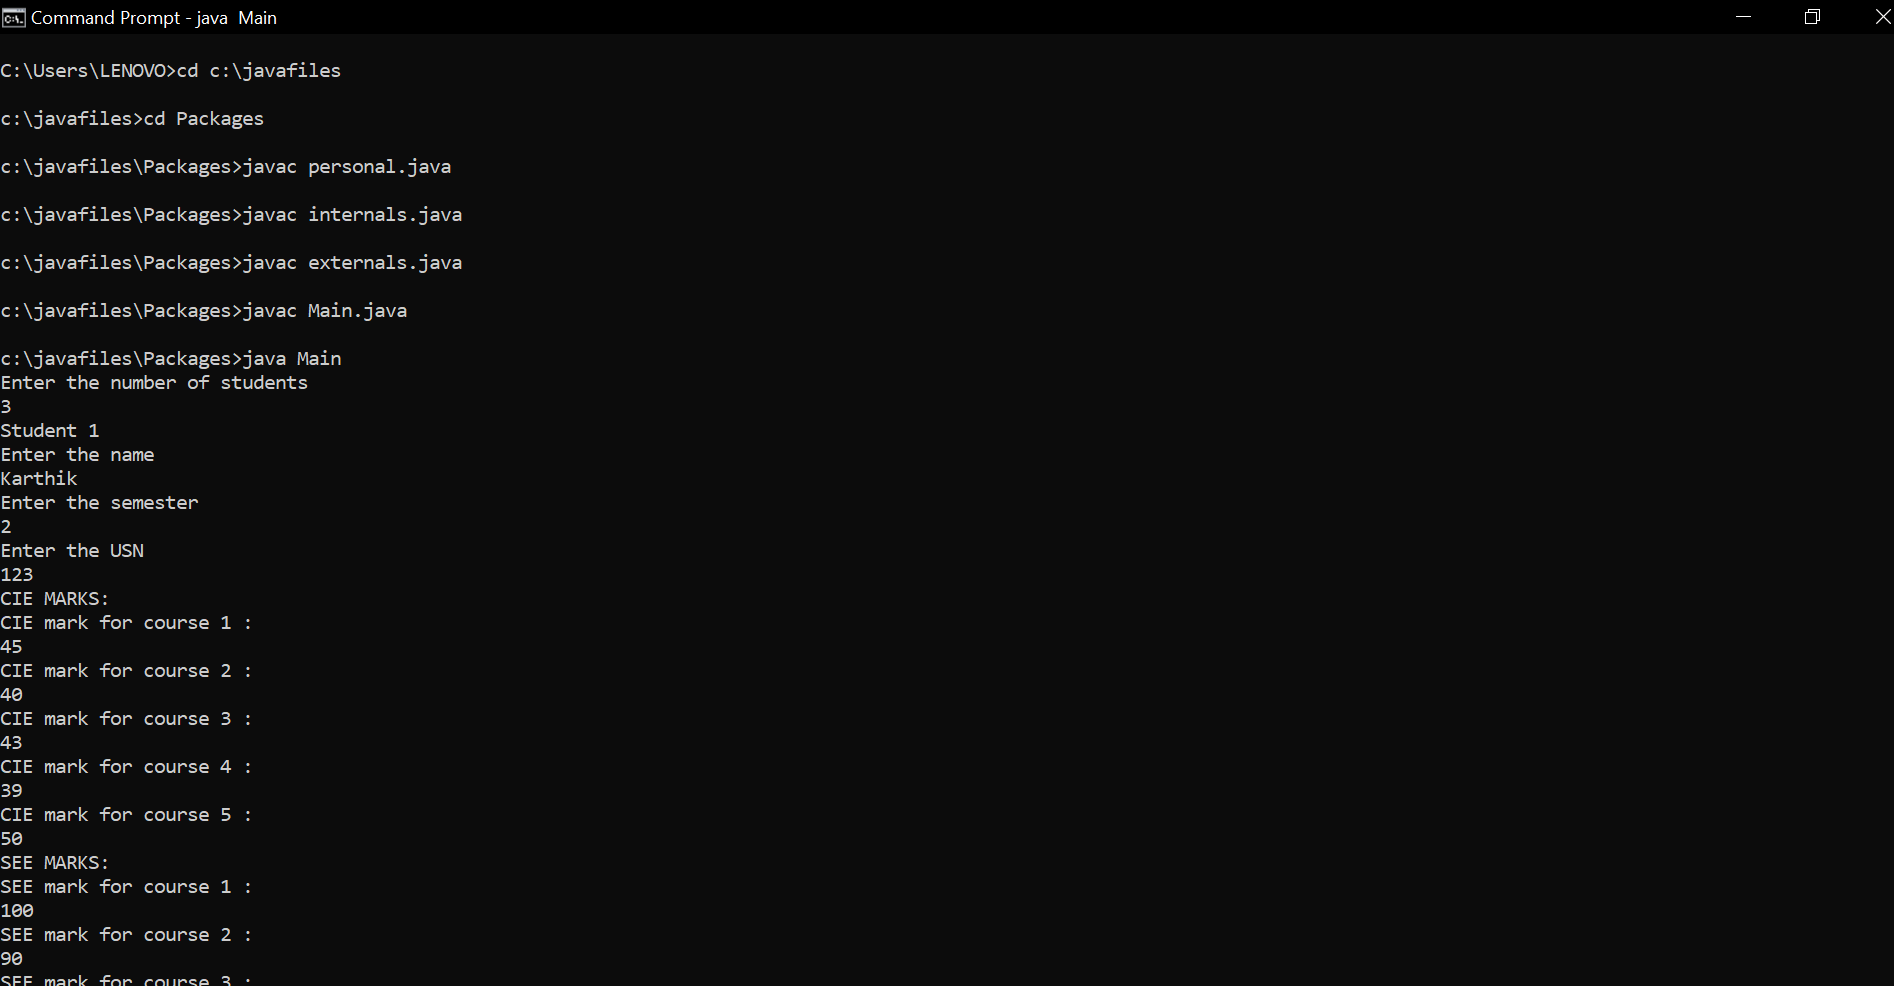 Command Prompt - java  Main
C:\Users\LENOVO>cd c:\javafiles
c:\javafiles>cd Packages
c:\javafiles\Packages>javac personal.java
c:\javafiles\Packages>javac internals.java
c:\javafiles\Packages>javac externals.java
c:\javafiles\Packages>javac Main.java
c:\javafiles\Packages>java Main
Enter the number of students
3
Student 1
Enter the name
Karthik
Enter the semester
2
Enter the USN
123
CIE MARKS:
CIE mark for course 1 :
45
CIE mark for course 2 :
40
CIE mark for course 3 :
43
CIE mark for course 4 :
39
CIE mark for course 5 :
50
SEE MARKS:
SEE mark for course 1 :
100
SEE mark for course 2 :
90
SEE mark for course 3 :